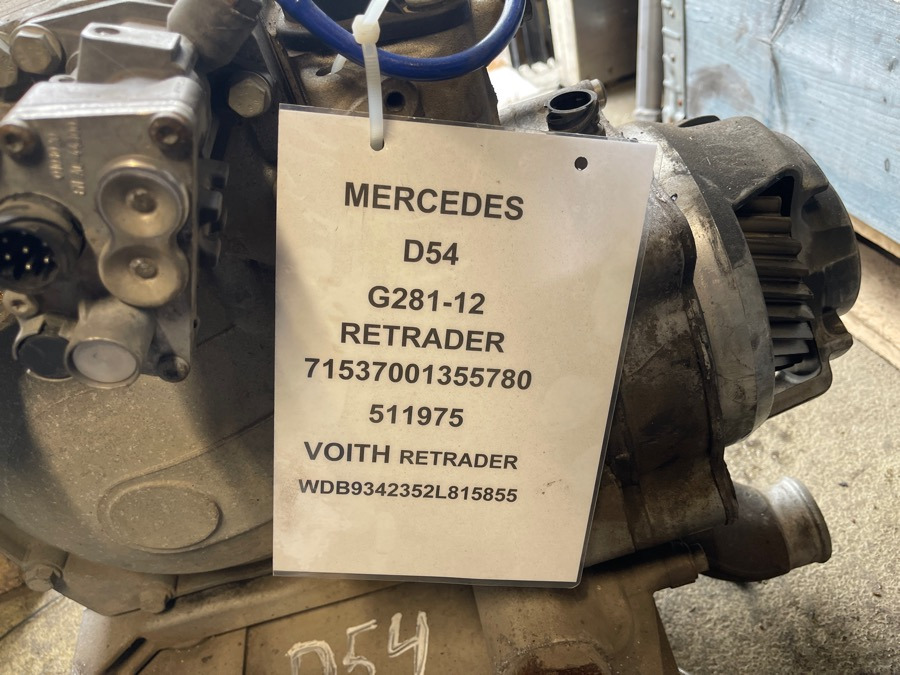 MERCEDES
D54
G281-12
RETRADER
71537001355780
511975
VOITH RETRADER
WDB9342352L815855
D54